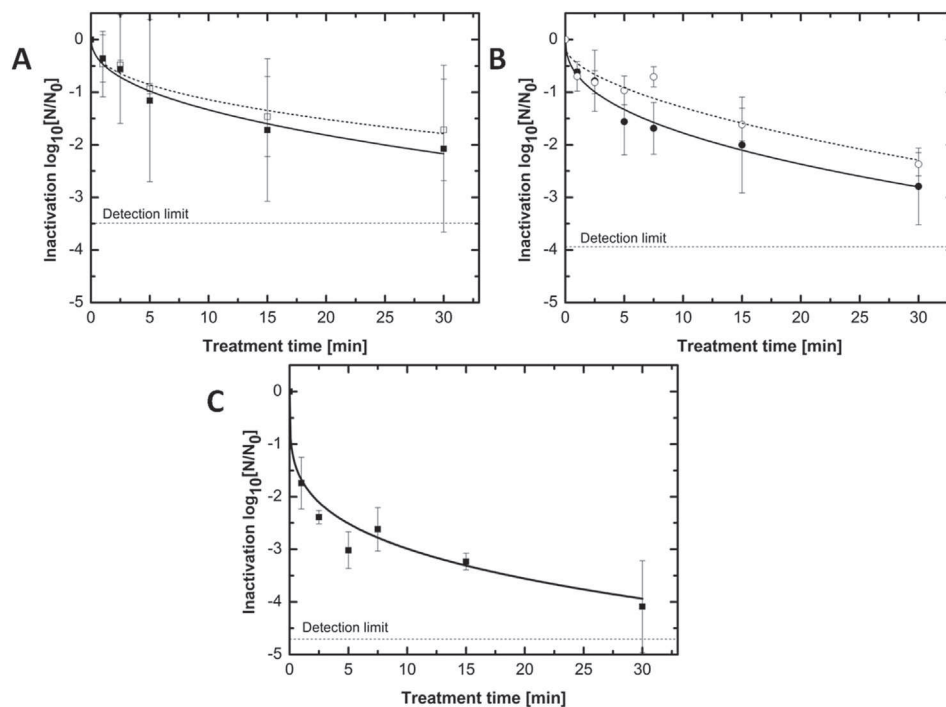 A
Inactivation log10[N/N0]
0
-1
-2
-3
-4
-5
Detection limit
0 5 10 15 20 25 30
Treatment time [min]
B
Inactivation log10[N/N0]
0
-1
-2
-3
-4
-5
Detection limit
0 5 10 15 20 25 30
Treatment time [min]
C
Inactivation log10[N/N0]
0
-1
-2
-3
-4
-5
Detection limit
0 5 10 15 20 25 30
Treatment time [min]